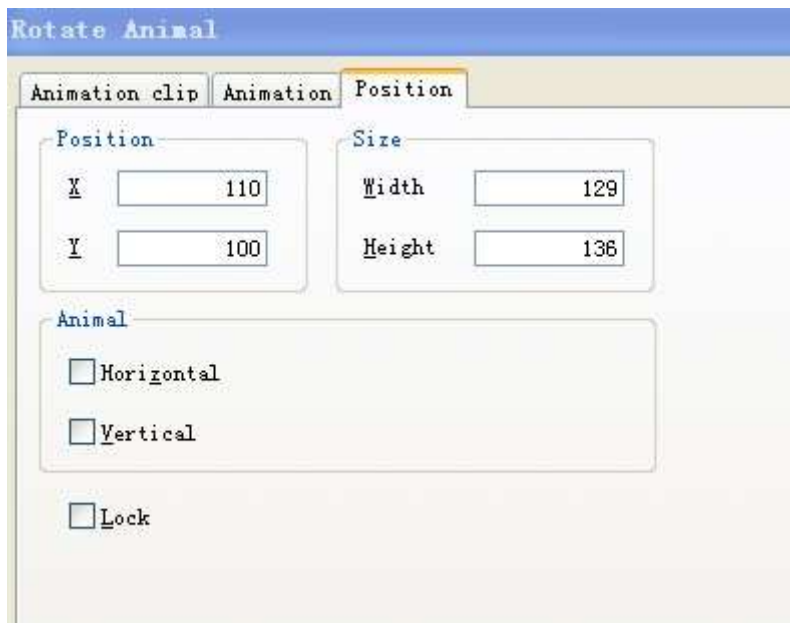 Rotate Animal
Animation clip Animation Position
Position Size
X 110 Width 129
Y 100 Height 136
Animal
Horizontal
Vertical
Lock